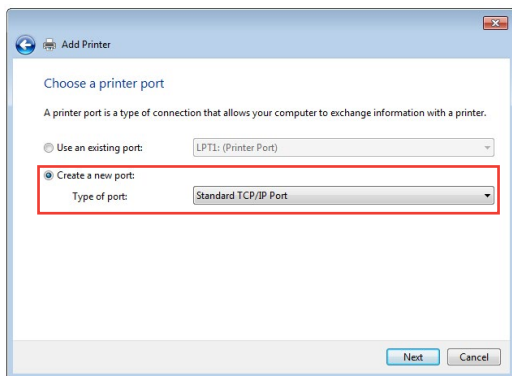 Add Printer
Choose a printer port
A printer port is a type of connection that allows your computer to exchange information with a printer.
Use an existing port: LPT1: (Printer Port)
Create a new port:
Type of port: Standard TCP/IP Port
Next Cancel